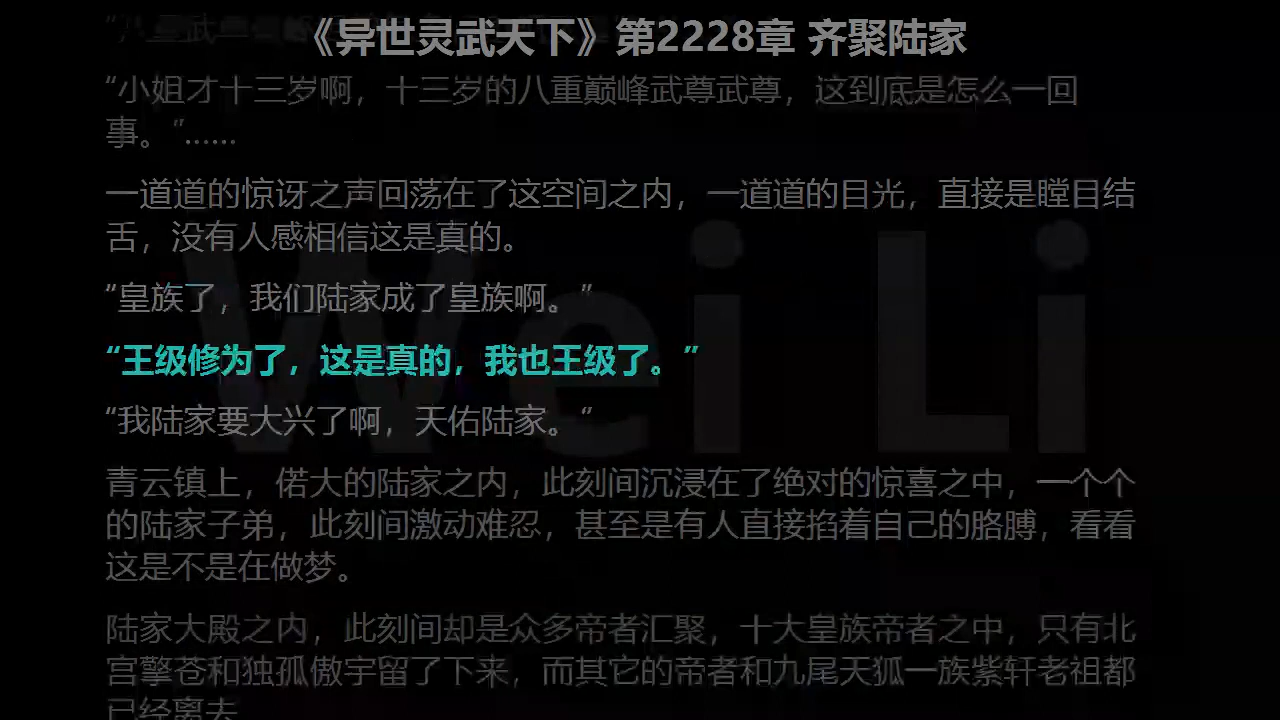 《异世灵武天下》第2228章 齐聚陆家
“小姐才十三岁啊，十三岁的八重巅峰武尊武尊，这到底是怎么一回
事。”……
一道道的惊讶之声回荡在了这空间之内，一道道的目光，直接是瞠目结
舌，没有人感相信这是真的。
“皇族了，我们陆家成了皇族啊。”
“王级修为了，这是真的，我也王级了。”
“我陆家要大兴了啊，天佑陆家。”
青云镇上，偌大的陆家之内，此刻间沉浸在了绝对的惊喜之中，一个个
的陆家子弟，此刻间激动难忍，甚至是有人直接掐着自己的胳膊，看看
这是不是在做梦。
陆家大殿之内，此刻间却是众多帝者汇聚，十大皇族帝者之中，只有北
宫擎苍和独孤傲宇留了下来，而其它的帝者和九尾天狐一族紫轩老祖都
已经离去
Wei Li